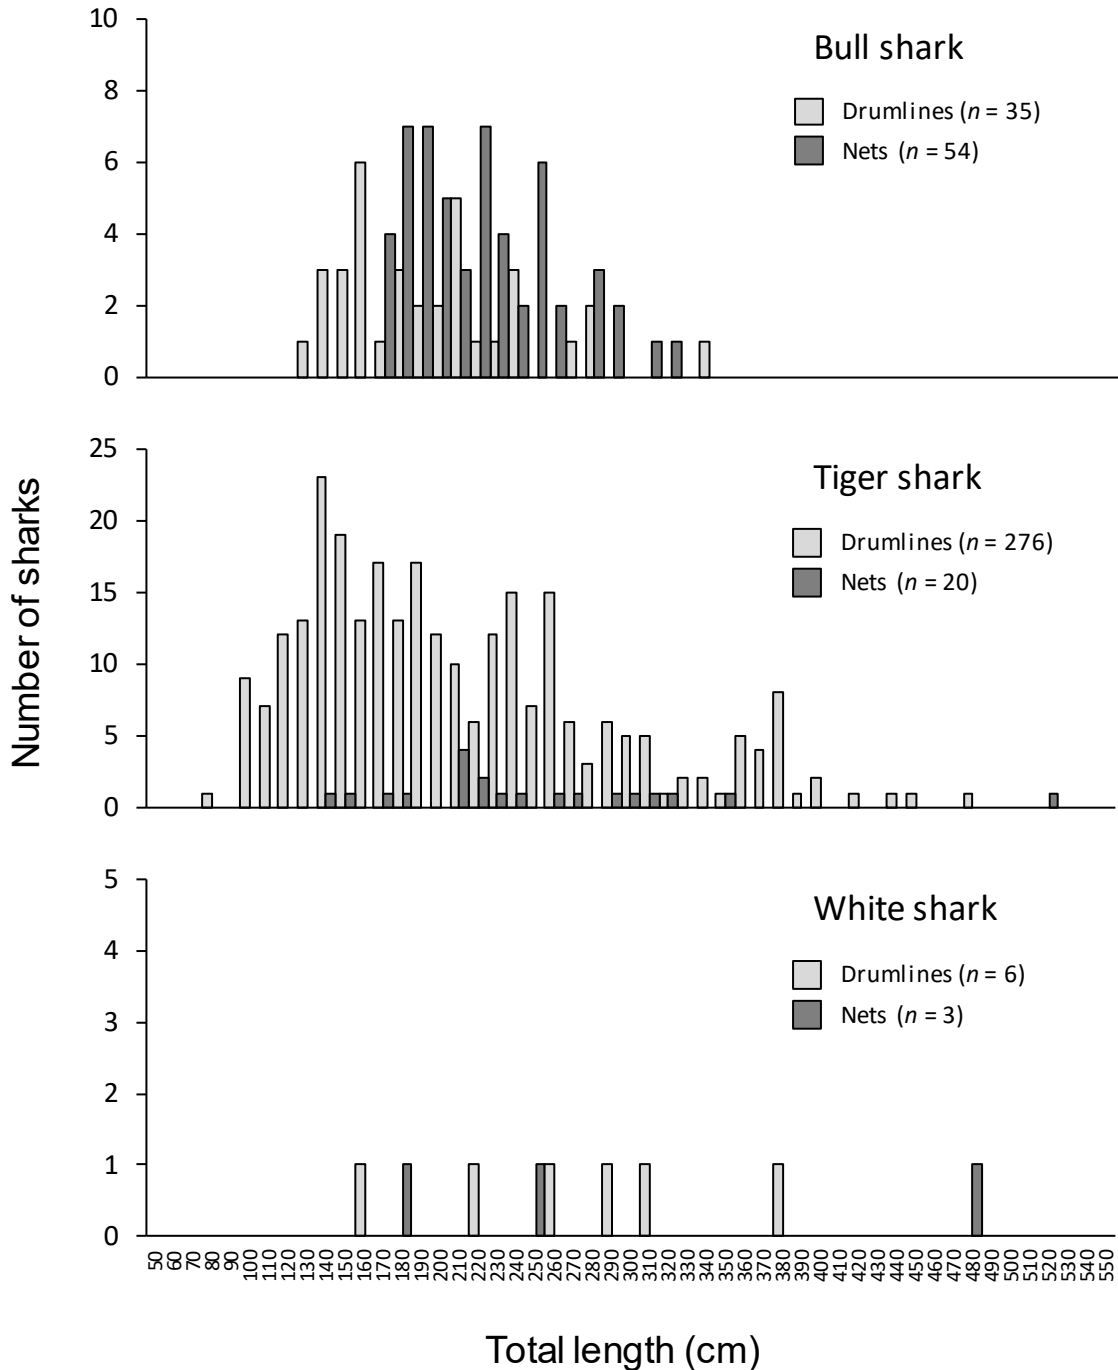 Bull shark
Drumlines (n = 35)
Nets (n = 54)
10
8
6
4
2
0
Tiger shark
Drumlines (n = 276)
Nets (n = 20)
25
20
15
10
5
0
Number of sharks
White shark
Drumlines (n = 6)
Nets (n = 3)
5
4
3
2
1
0
50 60 70 80 90 100 110 120 130 140 150 160 170 180 190 200 210 220 230 240 250 260 270 280 290 300 310 320 330 340 350 360 370 380 390 400 410 420 430 440 450 460 470 480 490 500 510 520 530 540 550
Total length (cm)